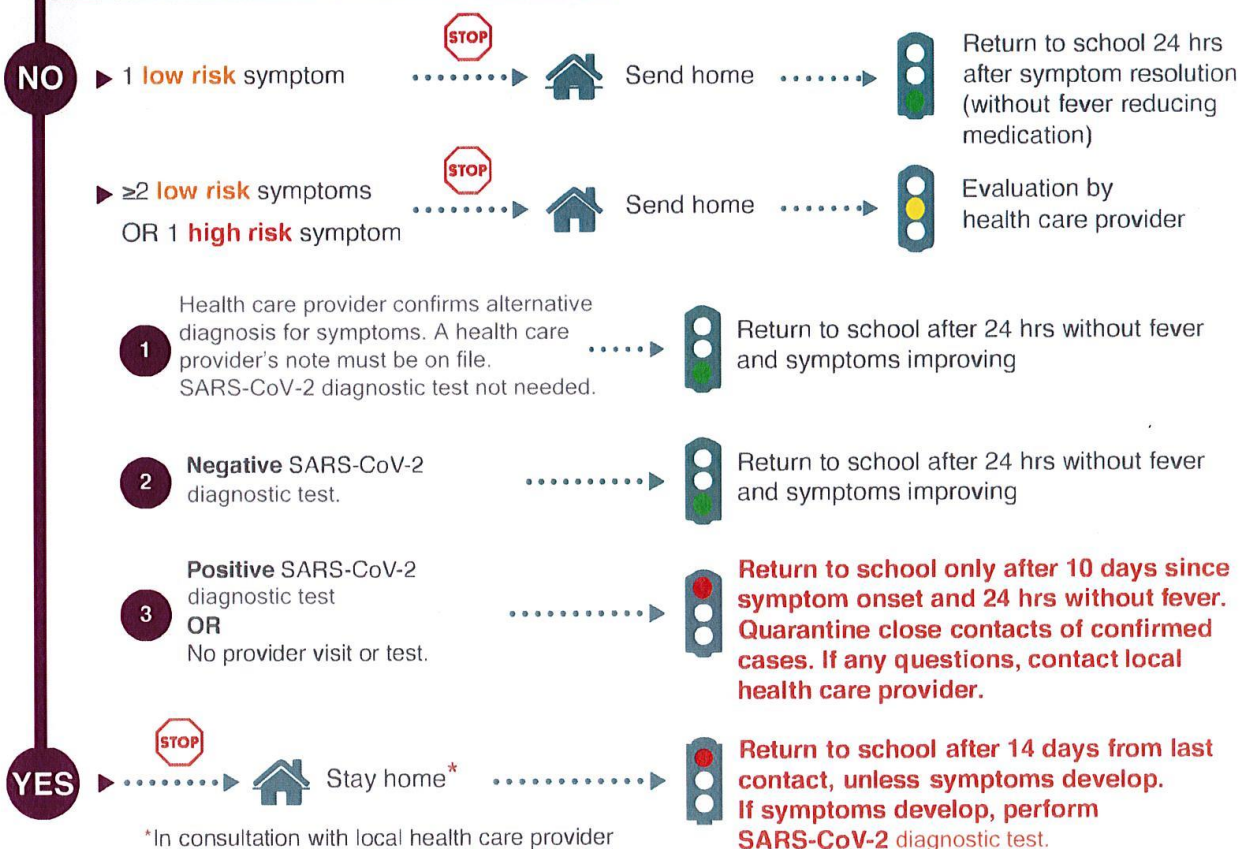 NO
▶ 1 low risk symptom
STOP
Send home
Return to school 24 hrs
after symptom resolution
(without fever reducing
medication)
▶ ≥2 low risk symptoms
OR 1 high risk symptom
STOP
Send home
Evaluation by
health care provider
1
Health care provider confirms alternative
diagnosis for symptoms. A health care
provider's note must be on file.
SARS-CoV-2 diagnostic test not needed.
Return to school after 24 hrs without fever
and symptoms improving
2
Negative SARS-CoV-2
diagnostic test.
Return to school after 24 hrs without fever
and symptoms improving
3
Positive SARS-CoV-2
diagnostic test
OR
No provider visit or test.
Return to school only after 10 days since
symptom onset and 24 hrs without fever.
Quarantine close contacts of confirmed
cases. If any questions, contact local
health care provider.
YES
STOP
Stay home*
Return to school after 14 days from last
contact, unless symptoms develop.
If symptoms develop, perform
SARS-CoV-2 diagnostic test.
*In consultation with local health care provider